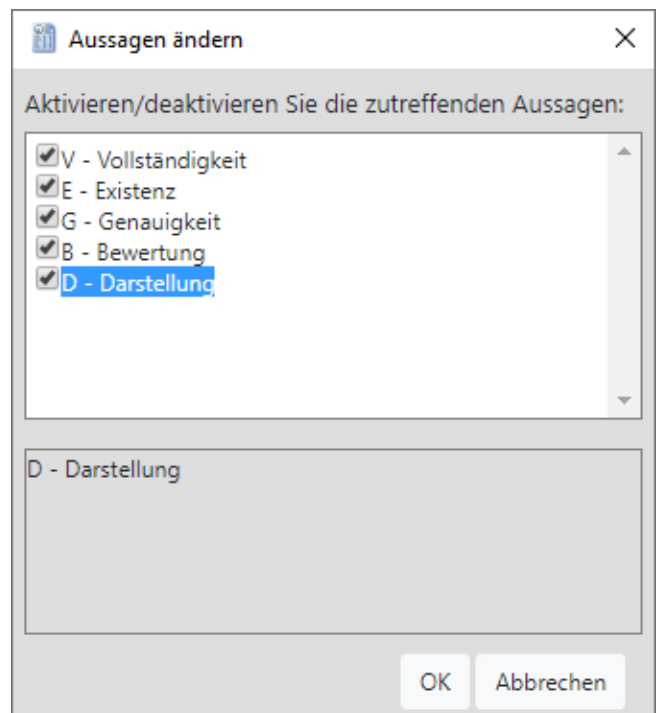 Aussagen ändern
Aktivieren/deaktivieren Sie die zutreffenden Aussagen:
V - Vollständigkeit
E - Existenz
G - Genauigkeit
B - Bewertung
D - Darstellung
D - Darstellung
OK Abbrechen